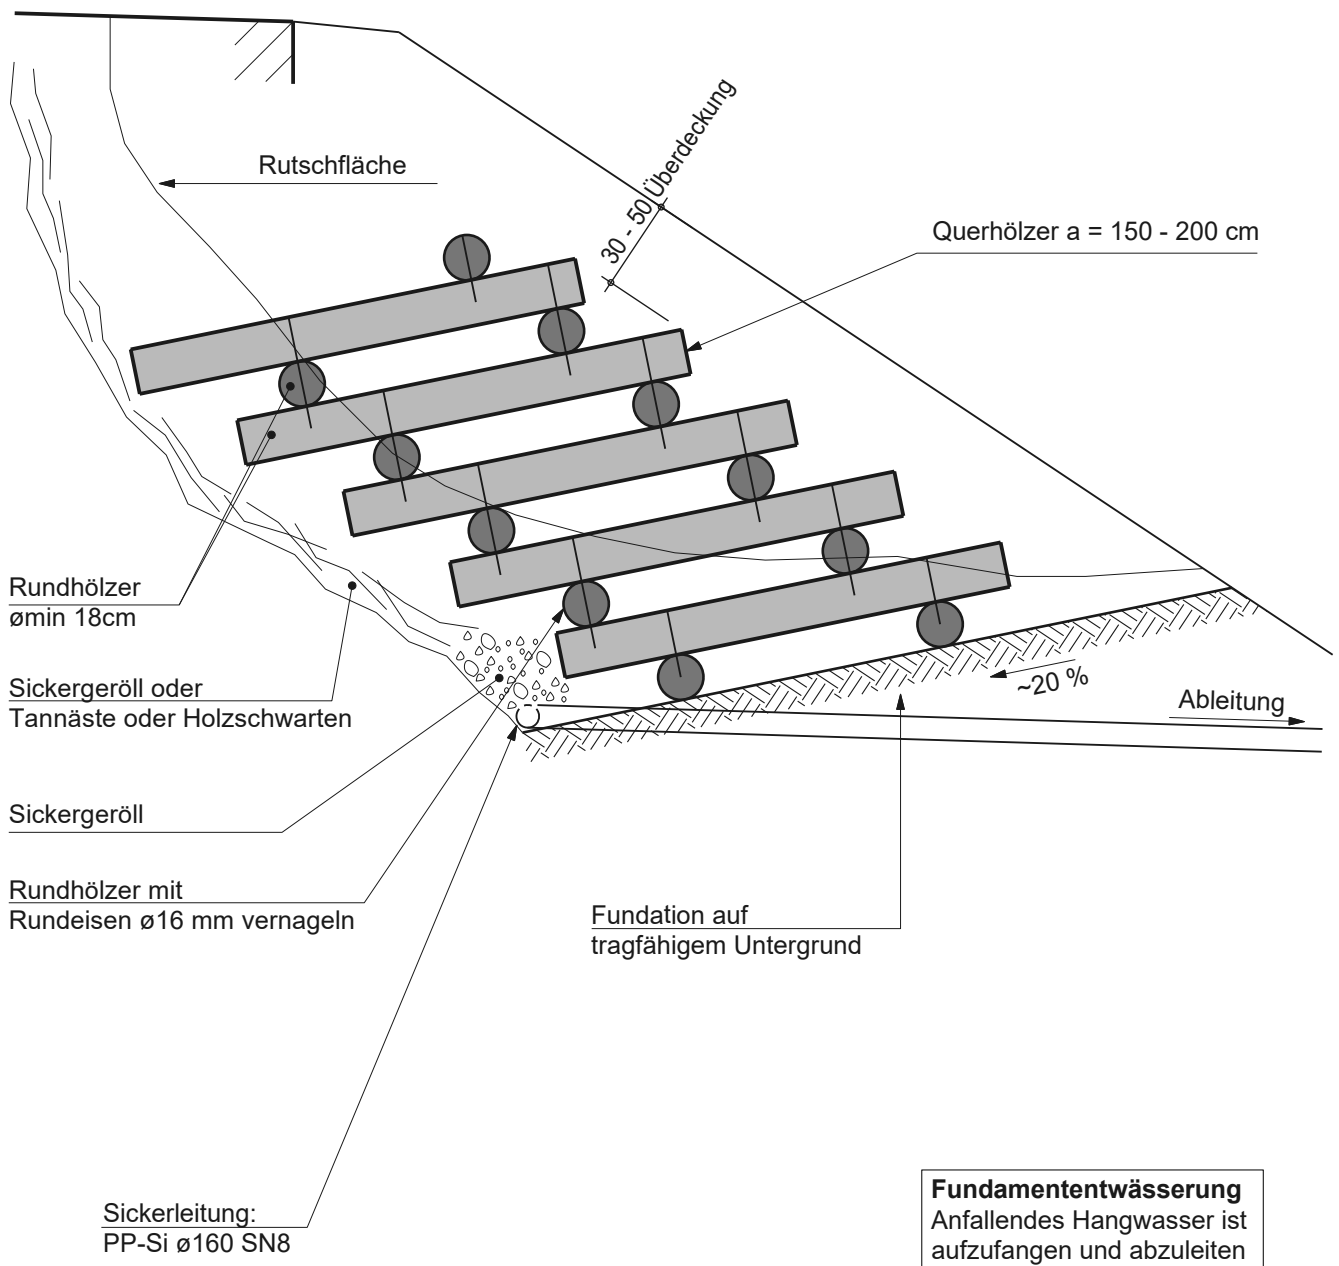 Rutschfläche
30 - 50 Überdeckung
Querhölzer a = 150 - 200 cm
Rundhölzer
ømin 18cm
Sickergeröll oder
Tannäste oder Holzschwarten
~20 %
Ableitung
Sickergeröll
Rundhölzer mit
Rundeisen ø16 mm vernageln
Fundation auf
tragfähigem Untergrund
Sickerleitung:
PP-Si ø160 SN8
Fundamententwässerung
Anfallendes Hangwasser ist
aufzufangen und abzuleiten